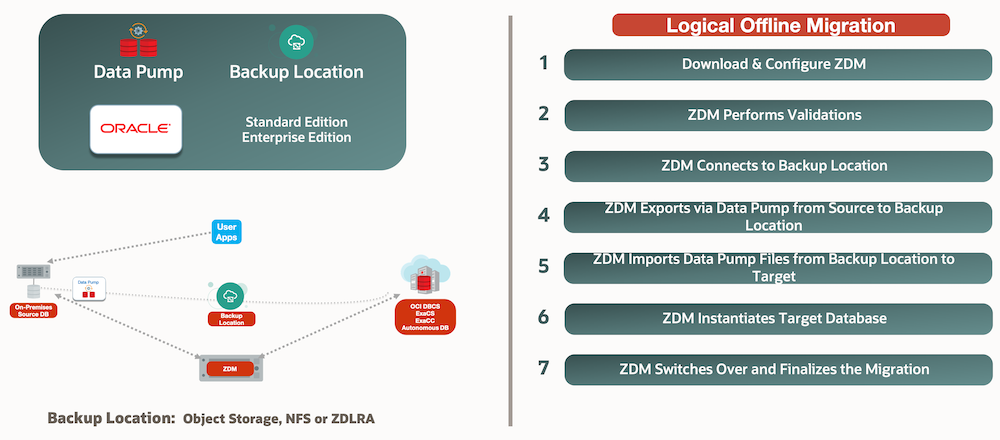 Data Pump
Backup Location
ORACLE
Standard Edition
Enterprise Edition
User
Apps
Data Pump
On-Premises
Source DB
Backup
Location
OCI DBCS
ExaCS
ExaCC
Autonomous DB
ZDM
Backup Location: Object Storage, NFS or ZDLRA
Logical Offline Migration
1 Download & Configure ZDM
2 ZDM Performs Validations
3 ZDM Connects to Backup Location
4 ZDM Exports via Data Pump from Source to Backup
Location
5 ZDM Imports Data Pump Files from Backup Location to
Target
6 ZDM Instantiates Target Database
7 ZDM Switches Over and Finalizes the Migration